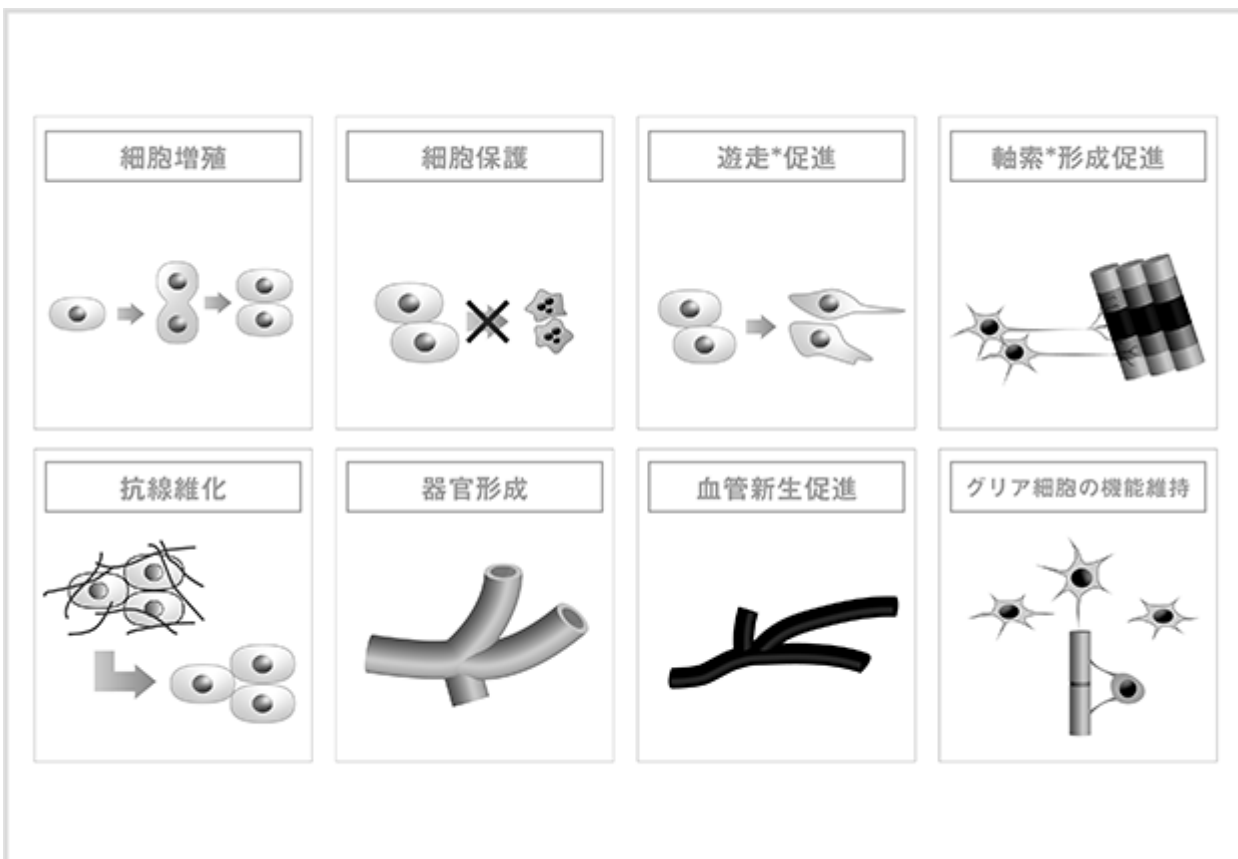 細胞増殖
細胞保護
遊走*促進
軸索*形成促進
抗線維化
器官形成
血管新生促進
グリア細胞の機能維持